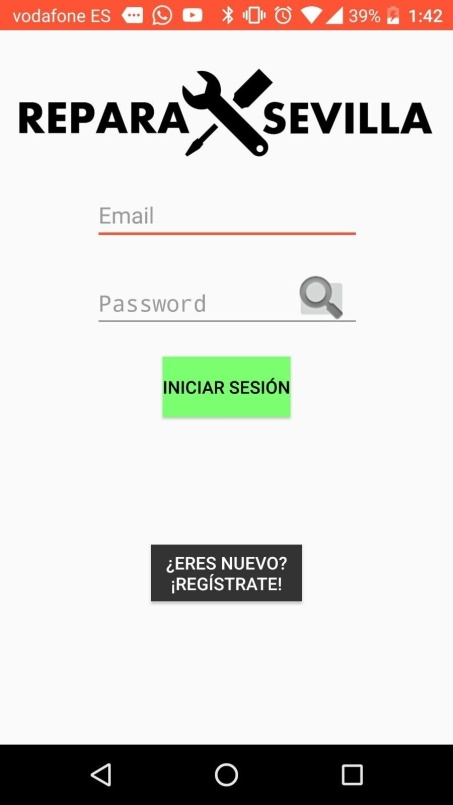 vodafone ES 39% 1:42
REPARA SEVILLA
Email
Password
INICIAR SESIÓN
¿ERES NUEVO?
¡REGÍSTRATE!